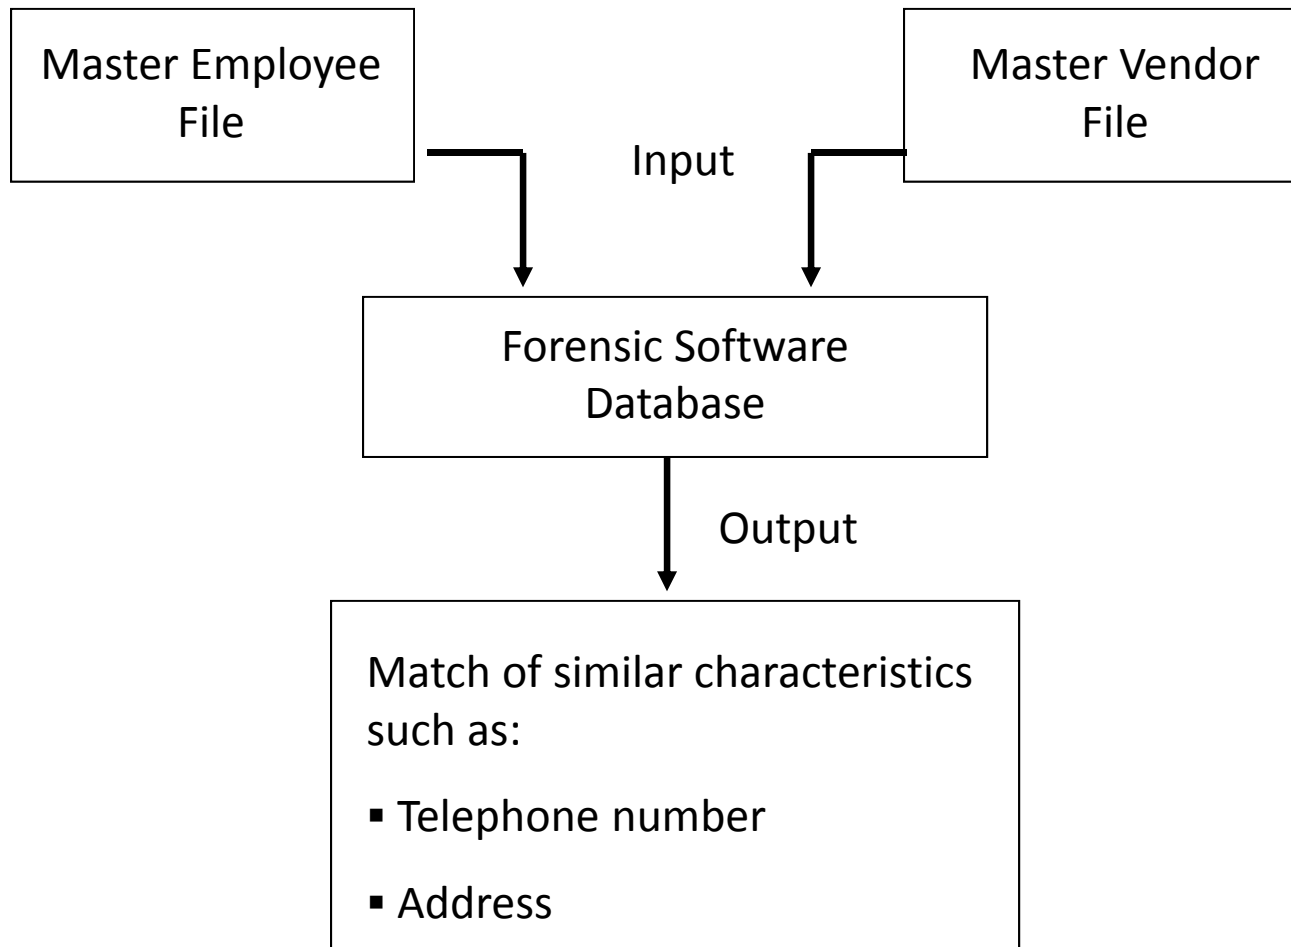 Master Employee
File
Master Vendor
File
Input
Forensic Software
Database
Output
Match of similar characteristics
such as:
▪ Telephone number
▪ Address